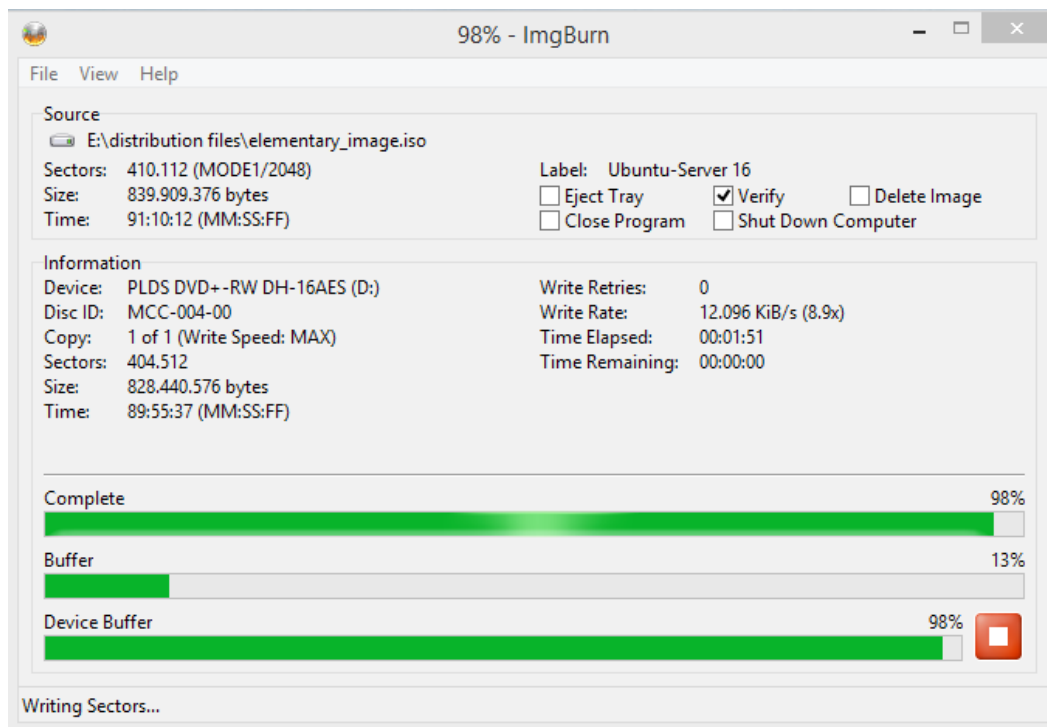 98% - ImgBurn
File View Help
Source
E:\distribution files\elementary_image.iso
Sectors: 410.112 (MODE1/2048)
Size: 839.909.376 bytes
Time: 91:10:12 (MM:SS:FF)
Label: Ubuntu-Server 16
Eject Tray Verify Delete Image
Close Program Shut Down Computer
Information
Device: PLDS DVD+-RW DH-16AES (D:)
Disc ID: MCC-004-00
Copy: 1 of 1 (Write Speed: MAX)
Sectors: 404.512
Size: 828.440.576 bytes
Time: 89:55:37 (MM:SS:FF)
Write Retries: 0
Write Rate: 12.096 KiB/s (8.9x)
Time Elapsed: 00:01:51
Time Remaining: 00:00:00
Complete 98%
Buffer 13%
Device Buffer 98%
Writing Sectors...